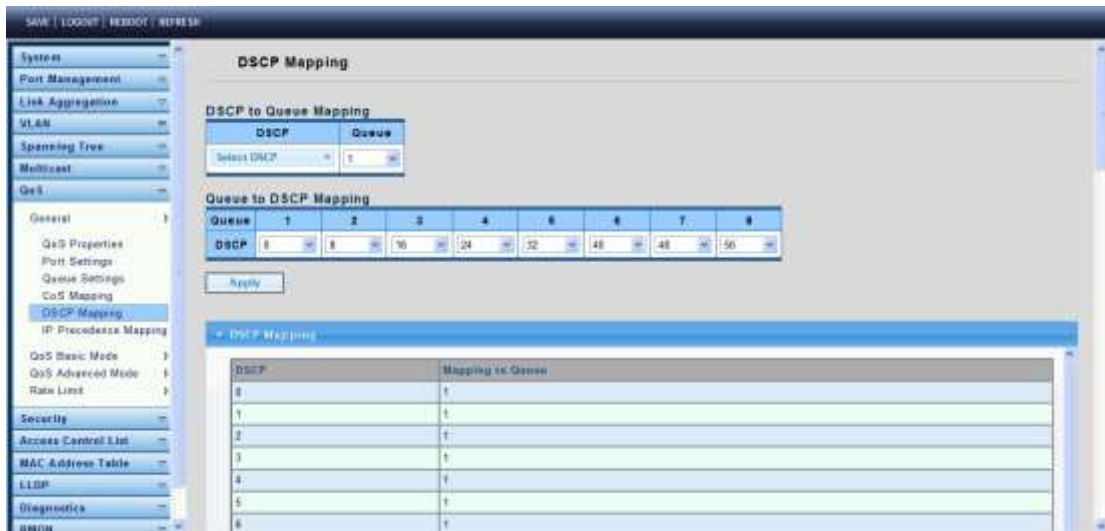 SAVE | LOGOUT | REBOOT | REFRESH
System
Port Management
Link Aggregation
VLAN
Spanning Tree
Multicast
QoS
General
QoS Properties
Port Settings
Queue Settings
CoS Mapping
DSCP Mapping
IP Precedence Mapping
QoS Basic Mode
QoS Advanced Mode
Rate Limit
Security
Access Control List
MAC Address Table
LLDP
Diagnostics
RMON
DSCP Mapping
DSCP to Queue Mapping
DSCP Queue
Select DSCP 1
Queue to DSCP Mapping
Queue 1 2 3 4 5 6 7 8
DSCP 8 16 24 32 48 56
Apply
DSCP Mapping
DSCP Mapping to Queue
0 1
1 1
2 1
3 1
4 1
5 1
6 1